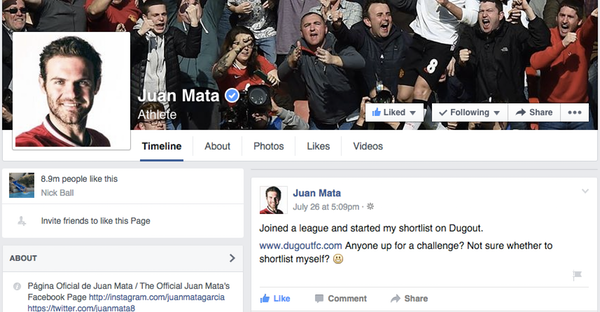 Juan Mata
Athlete
Liked
Following
Share
Timeline
About
Photos
Likes
Videos
8.9m people like this
Nick Ball
Invite friends to like this Page
ABOUT
Página Oficial de Juan Mata / The Official Juan Mata's
Facebook Page http://instagram.com/juanmatagarcia
https://twitter.com/juanmata8
Juan Mata
July 26 at 5:09pm ·
Joined a league and started my shortlist on Dugout.
www.dugoutfc.com Anyone up for a challenge? Not sure whether to
shortlist myself?
Like
Comment
Share
8